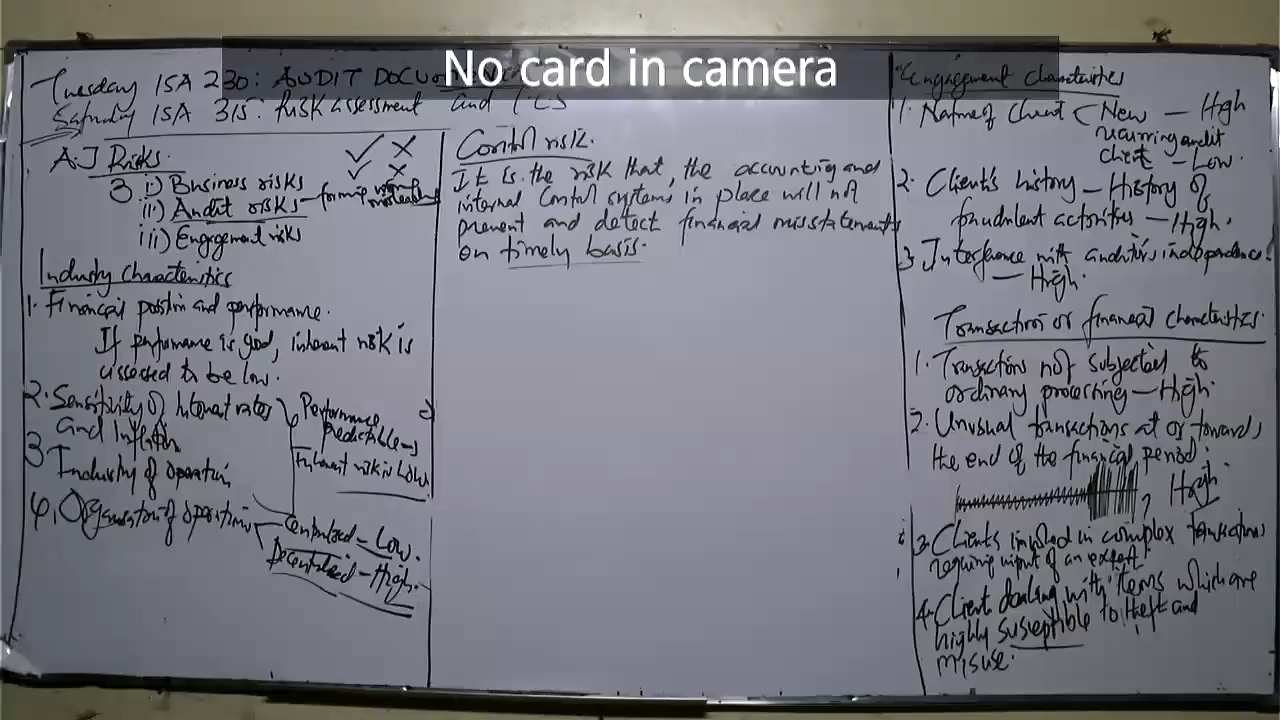 No card in camera
Tuesday ISA 230: AUDIT DOCU
Saturday ISA 315: RISK ASSESSMENT and
A.J Risks.
3 i) Business risks
ii) Audit risks
iii) Engagement risks
Industry characteristics
1. Financial position and performance.
If performance is good, inherent risk is
assessed to be low.
2. Sensitivity of interest rates
and inflation
Performance
Predictable
Inherent risk is low
3 Industry of operation
4. Organisation of operations
Centralised - Low.
Decentralised - High.
Control risk.
It is the risk that, the accounting and
internal control systems in place will not
prevent and detect financial misstatements
on timely basis.
Engagement characteristics
1. Nature of client < New - High
recurring audit
client - Low.
2. Client's history - History of
fraudulent activities - High.
3. Interference with auditors independence.
- High.
Transaction or financial characteristics.
1. Transactions not subjected to
ordinary processing - High.
2. Unusual transactions at or towards
the end of the financial period.
High
3. Clients involved in complex transactions
requiring input of an expert.
4. Client dealing with items which are
highly susceptible to theft and
misuse.